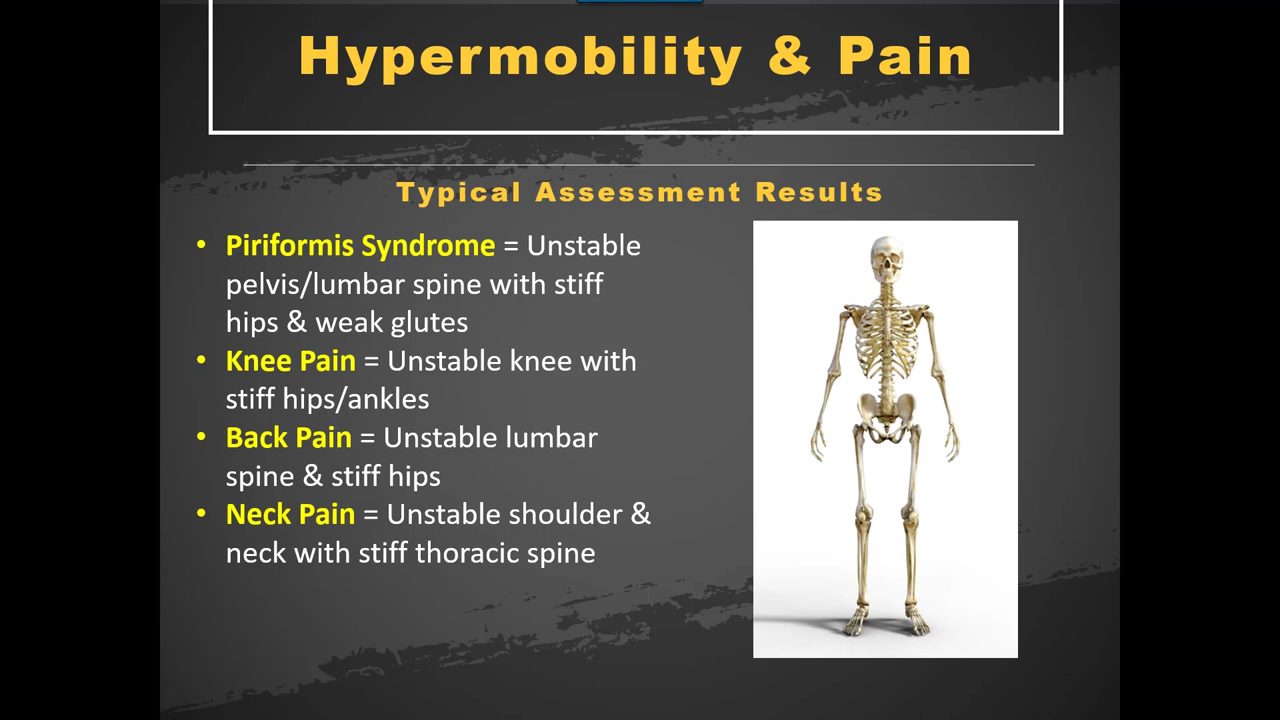 Hypermobility & Pain
Typical Assessment Results
• Piriformis Syndrome = Unstable
pelvis/lumbar spine with stiff
hips & weak glutes
• Knee Pain = Unstable knee with
stiff hips/ankles
• Back Pain = Unstable lumbar
spine & stiff hips
• Neck Pain = Unstable shoulder &
neck with stiff thoracic spine